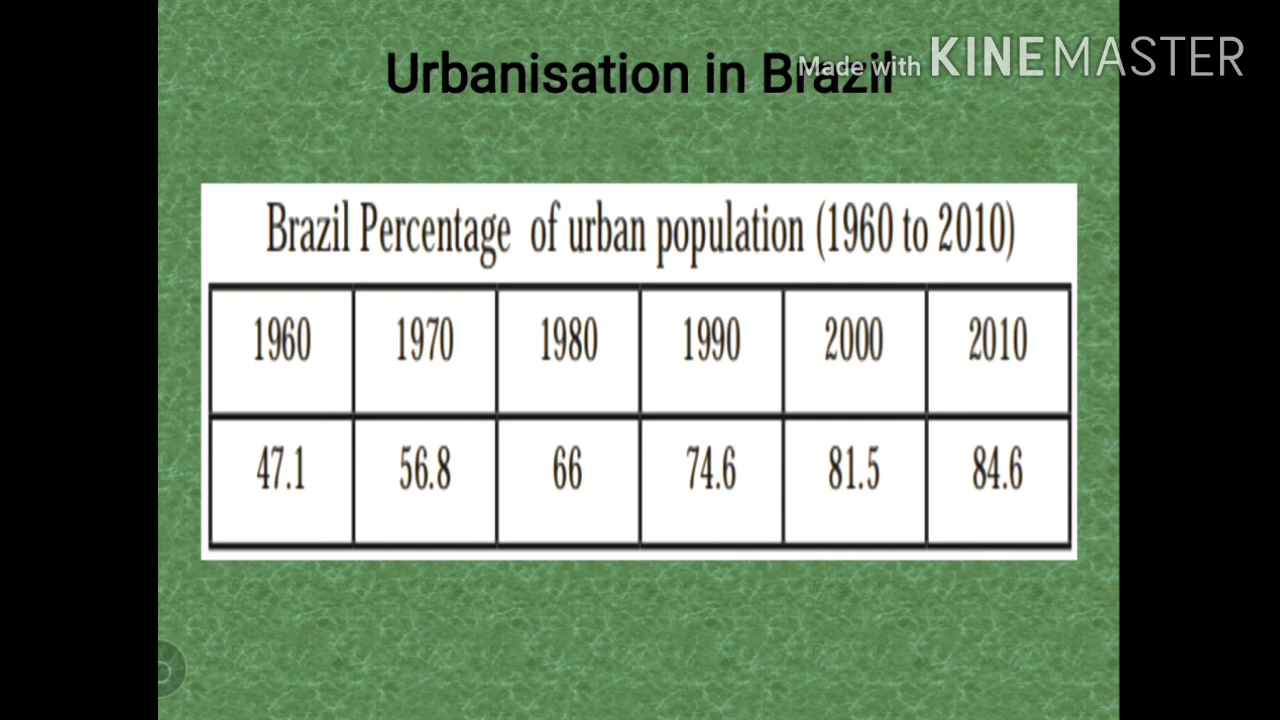 Urbanisation in Brazil
Made with KINEMASTER
Brazil Percentage of urban population (1960 to 2010)
1960 1970 1980 1990 2000 2010
47.1 56.8 66 74.6 81.5 84.6